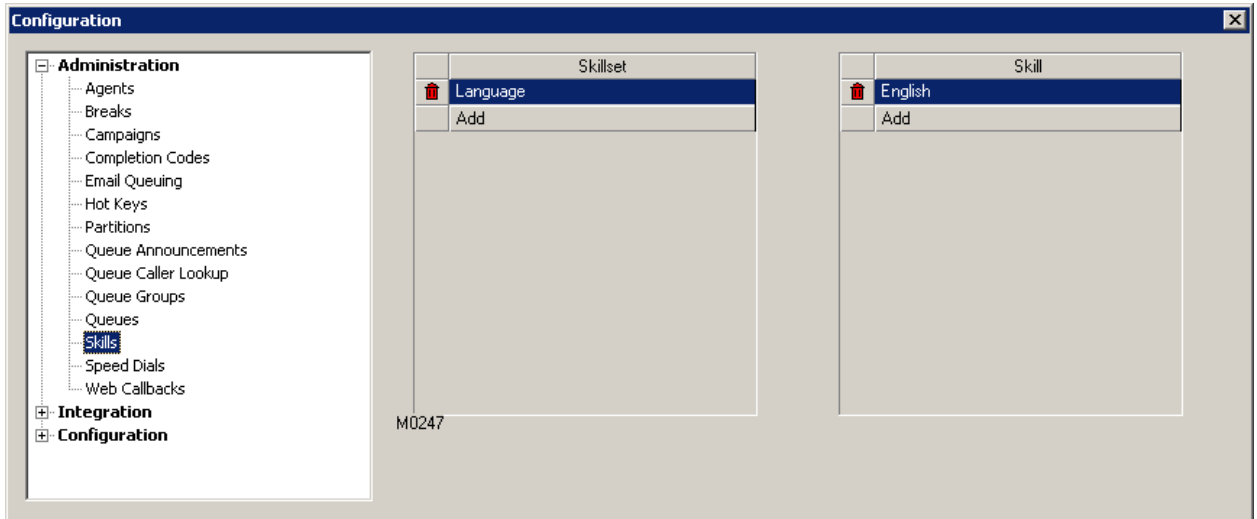 Configuration
Administration
Agents
Breaks
Campaigns
Completion Codes
Email Queuing
Hot Keys
Partitions
Queue Announcements
Queue Caller Lookup
Queue Groups
Queues
Skills
Speed Dials
Web Callbacks
Integration
Configuration
Skillset
Language
Add
M0247
Skill
English
Add